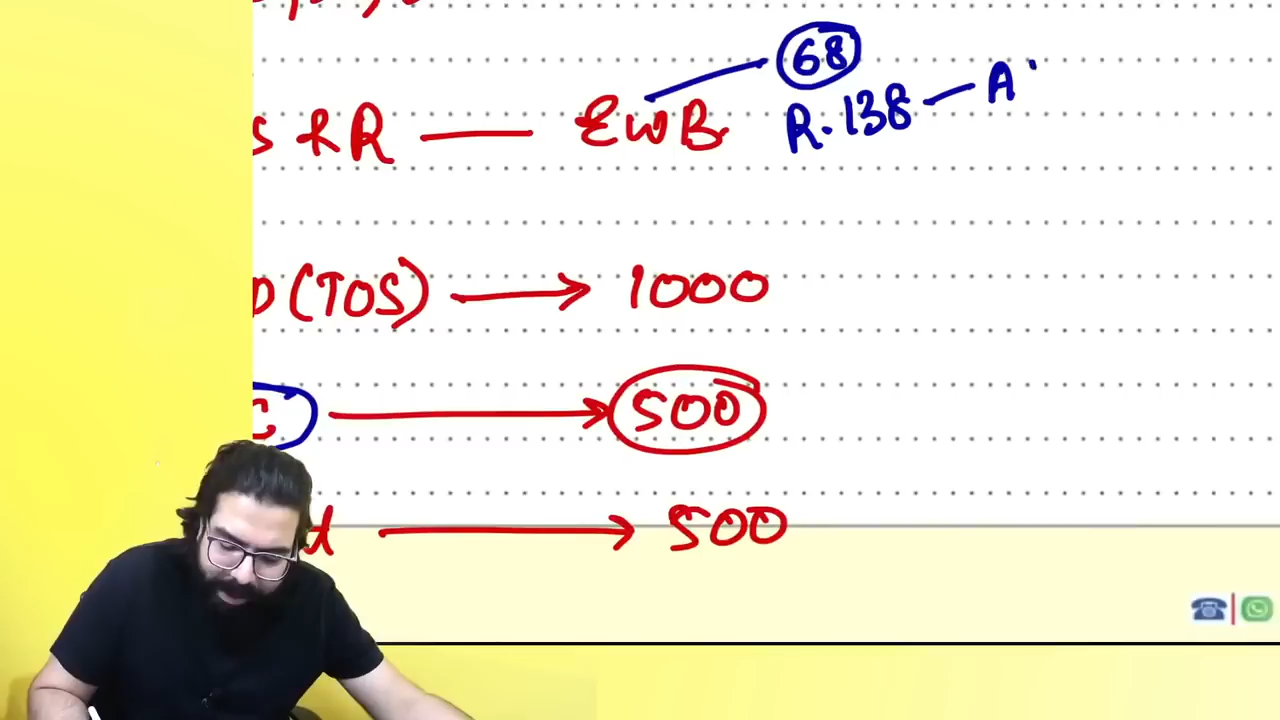 68
S & R — EWB R.138 — A
(TOS) → 1000
C → 500
→ 500